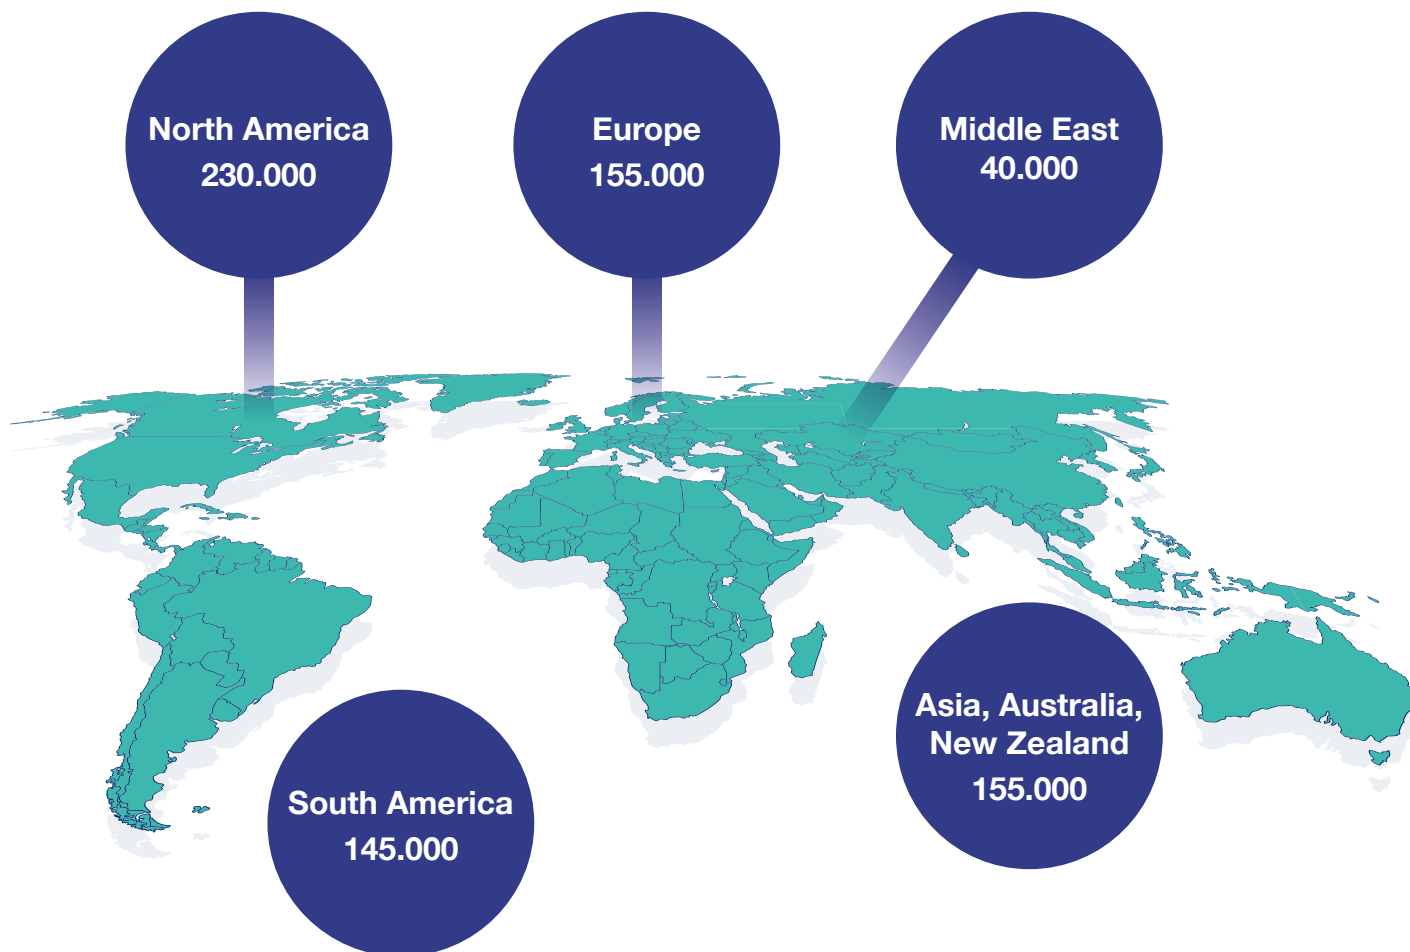 North America
230.000
Europe
155.000
Middle East
40.000
South America
145.000
Asia, Australia,
New Zealand
155.000